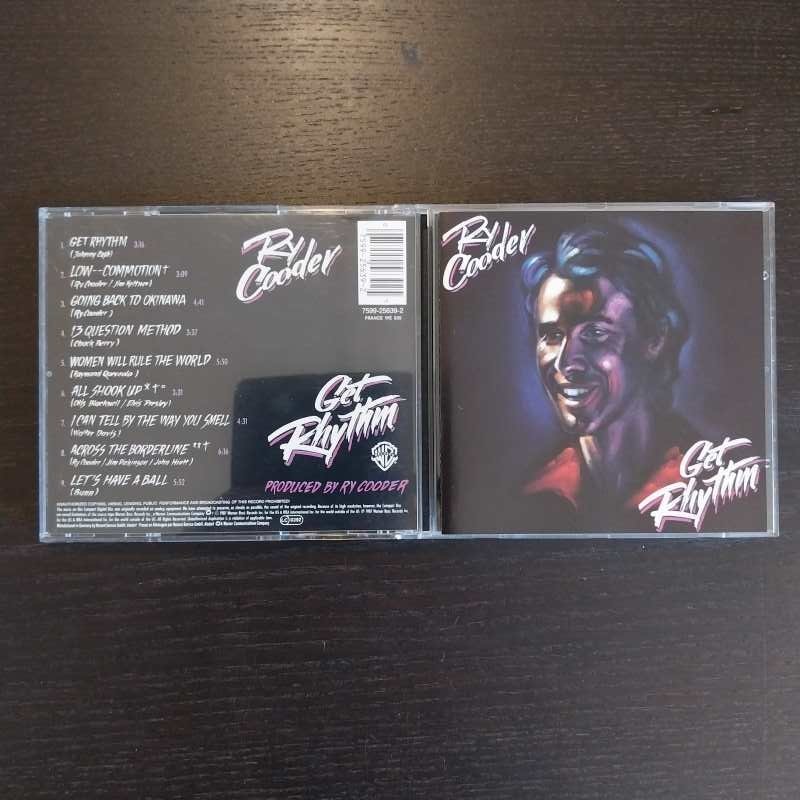 1. GET RHYTHM 3:16
(Johnny Cash)
2. LOW-COMMOTION† 3:09
(Ry Cooder / Jim Keltner)
3. GOING BACK TO OKINAWA 4:41
(Ry Cooder)
4. 13 QUESTION METHOD 3:37
(Chuck Berry)
5. WOMEN WILL RULE THE WORLD 5:50
(Raymond Quevedo)
6. ALL SHOOK UP 3:31
(Otis Blackwell / Elvis Presley)
7. I CAN TELL BY THE WAY YOU SMELL 4:31
(Walter Davis)
8. ACROSS THE BORDERLINE **† 6:16
(Ry Cooder / Jim Dickinson / John Hiatt)
9. LET'S HAVE A BALL 5:52
Ry
Cooder
7599-25639-2
Get
Rhythm
PRODUCED BY RY COODER
Ry
Cooder
Get
Rhythm